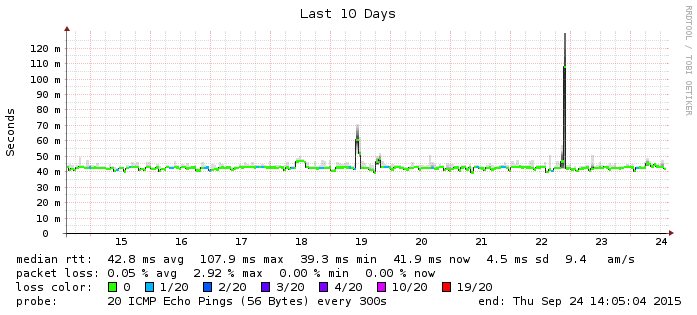 Last 10 Days
RRDTOOL / TOBI OETIKER
Seconds
120 m
110 m
100 m
90 m
80 m
70 m
60 m
50 m
40 m
30 m
20 m
10 m
0
15 16 17 18 19 20 21 22 23 24
median rtt: 42.8 ms avg 107.9 ms max 39.3 ms min 41.9 ms now 4.5 ms sd 9.4 am/s
packet loss: 0.05 % avg 2.92 % max 0.00 % min 0.00 % now
loss color: 0 1/20 2/20 3/20 4/20 10/20 19/20
probe: 20 ICMP Echo Pings (56 Bytes) every 300s end: Thu Sep 24 14:05:04 2015